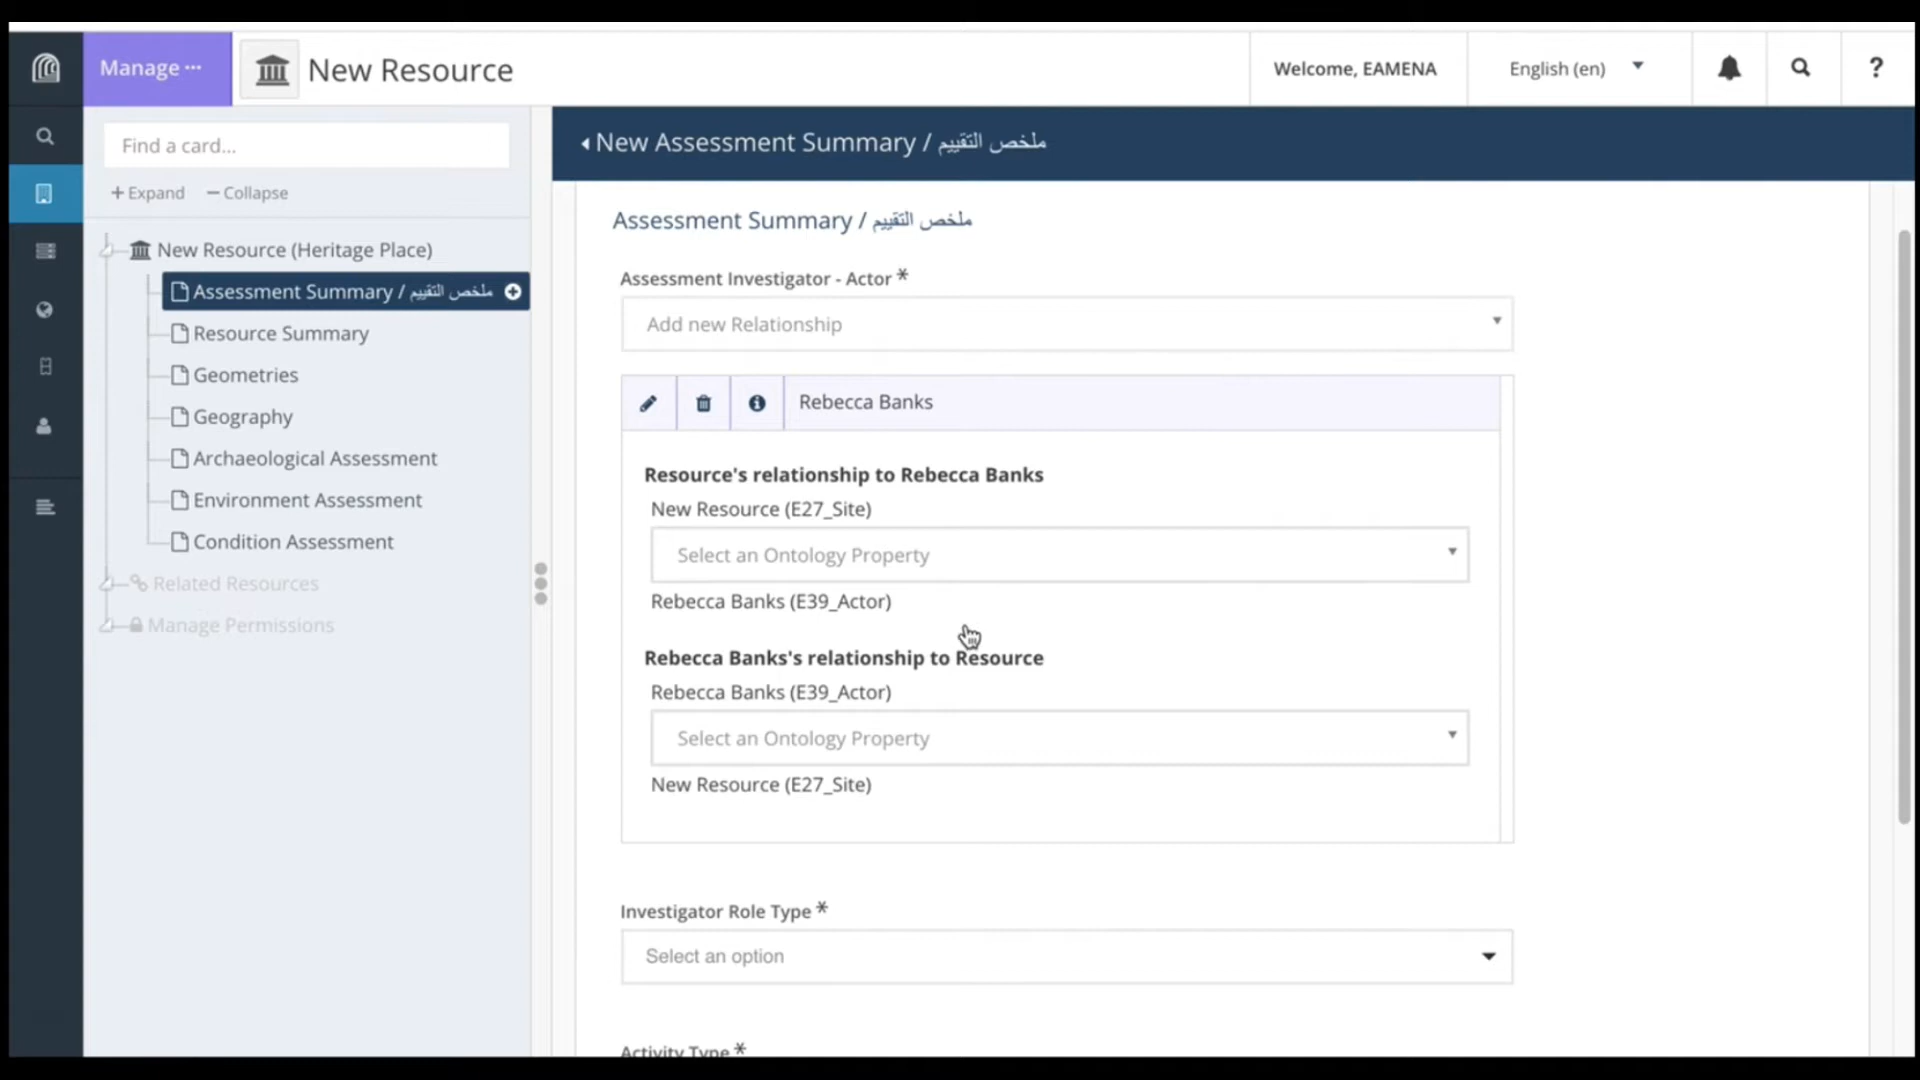 Manage ···
New Resource
Welcome, EAMENA
English (en)
?
Find a card...
+ Expand
− Collapse
New Resource (Heritage Place)
Assessment Summary / ملخص التقييم
Resource Summary
Geometries
Geography
Archaeological Assessment
Environment Assessment
Condition Assessment
Related Resources
Manage Permissions
New Assessment Summary / ملخص التقييم
Assessment Summary / ملخص التقييم
Assessment Investigator - Actor *
Add new Relationship
Rebecca Banks
Resource's relationship to Rebecca Banks
New Resource (E27_Site)
Select an Ontology Property
Rebecca Banks (E39_Actor)
Rebecca Banks's relationship to Resource
Rebecca Banks (E39_Actor)
Select an Ontology Property
New Resource (E27_Site)
Investigator Role Type *
Select an option
Activity Type *